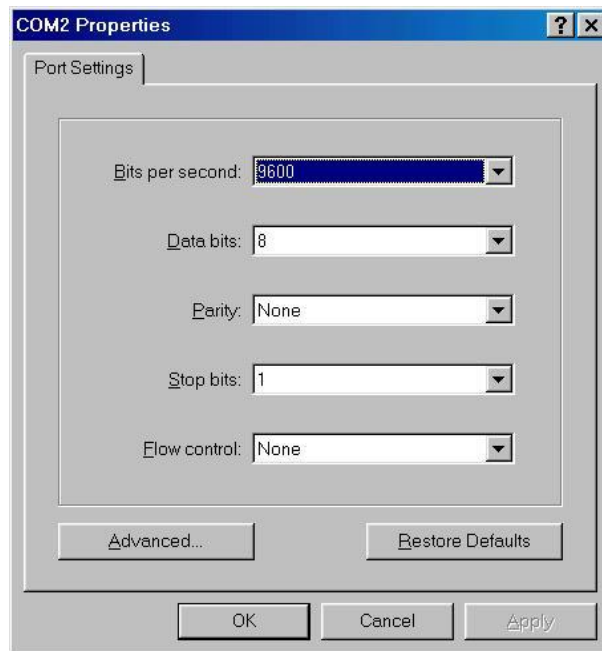 COM2 Properties
Port Settings
Bits per second: 9600
Data bits: 8
Parity: None
Stop bits: 1
Flow control: None
Advanced... Restore Defaults
OK Cancel Apply